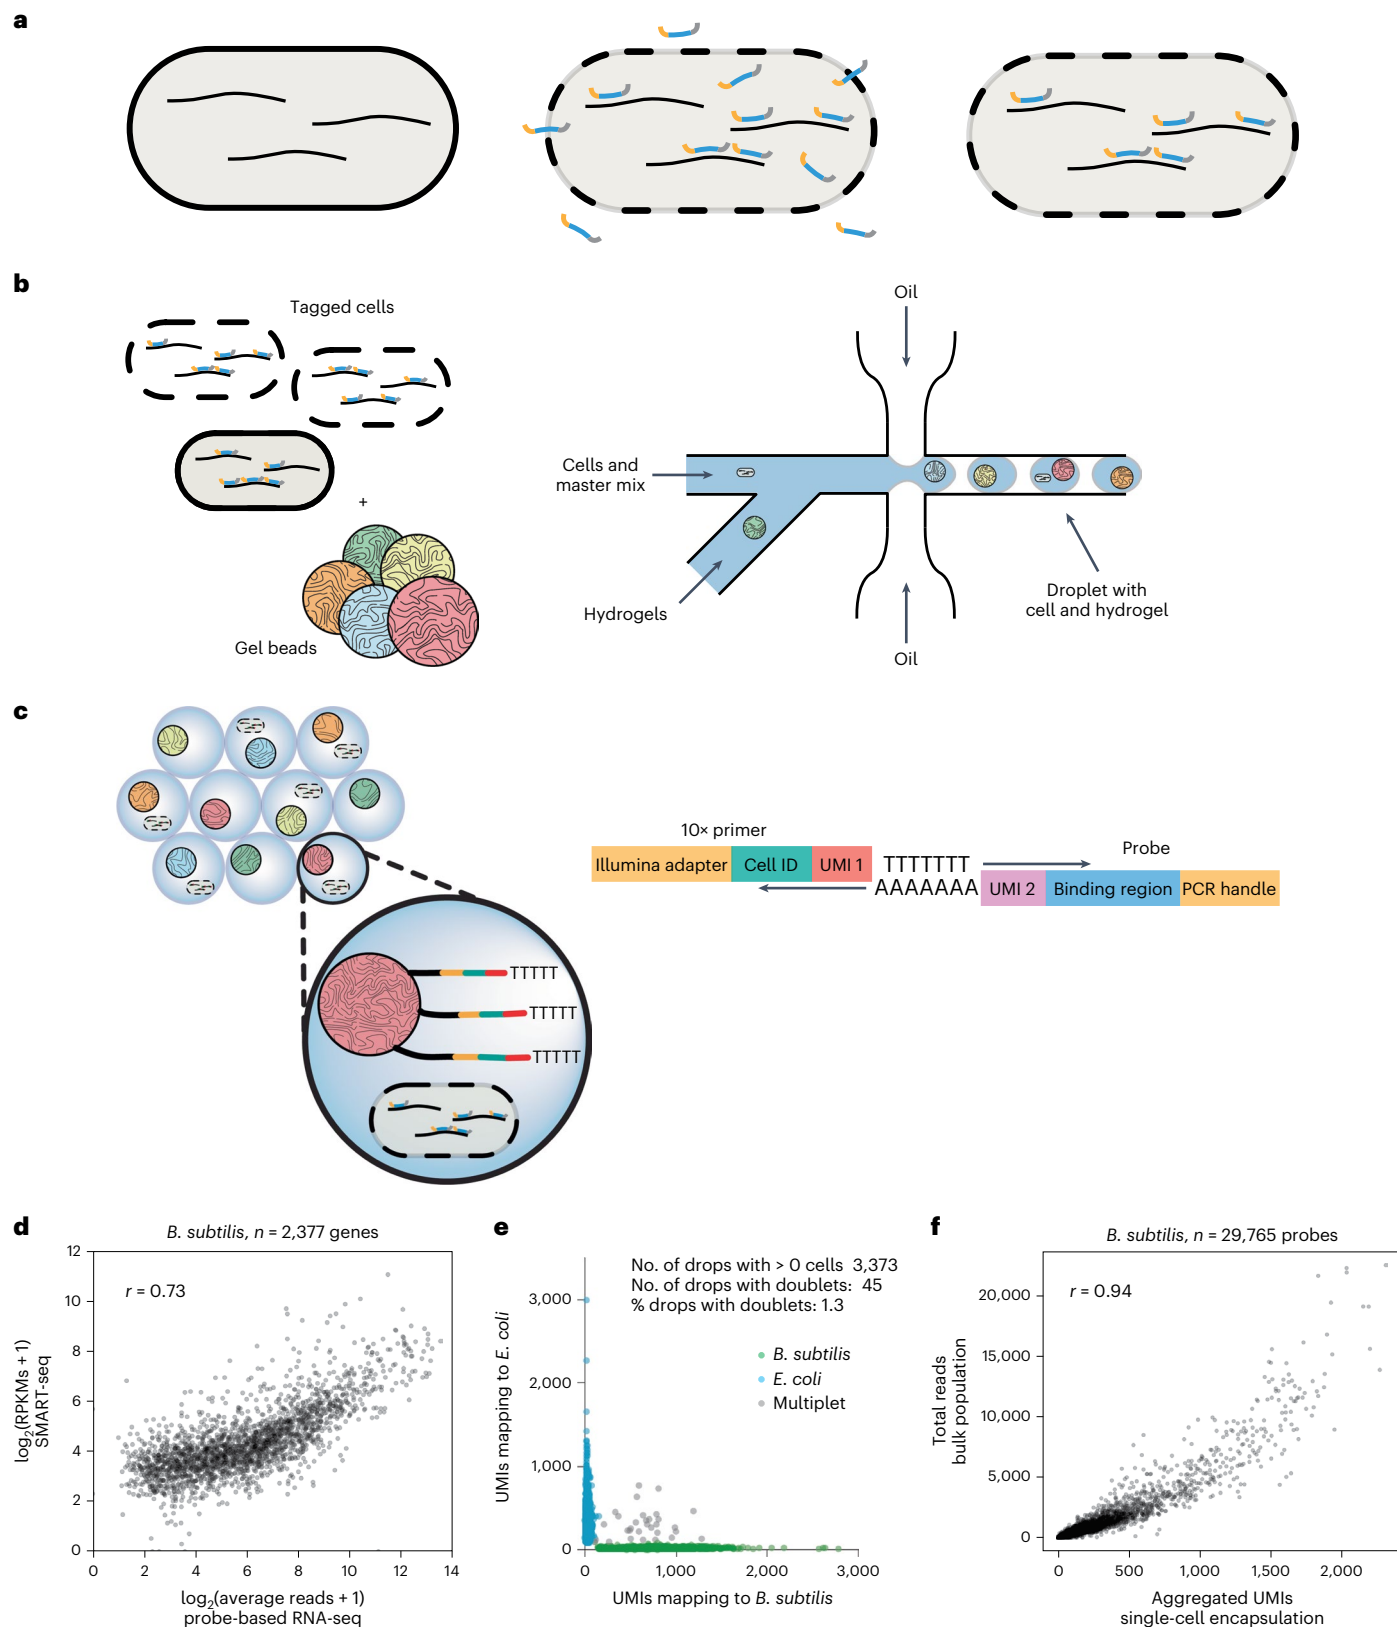 a
b
Tagged cells
+
Gel beads
Oil
Cells and
master mix
Hydrogels
Droplet with
cell and hydrogel
Oil
c
TTTTT
TTTTT
TTTTT
10× primer
Illumina adapter Cell ID UMI 1 TTTTTTT
Probe
AAAAAAA UMI 2 Binding region PCR handle
d
B. subtilis, n = 2,377 genes
r = 0.73
12
10
8
6
4
2
0
0 2 4 6 8 10 12 14
log2(RPKMs + 1)
SMART-seq
log2(average reads + 1)
probe-based RNA-seq
e
No. of drops with > 0 cells 3,373
No. of drops with doublets: 45
% drops with doublets: 1.3
B. subtilis
E. coli
Multiplet
3,000
2,000
1,000
0
0 1,000 2,000 3,000
UMIs mapping to E. coli
UMIs mapping to B. subtilis
f
B. subtilis, n = 29,765 probes
r = 0.94
20,000
15,000
10,000
5,000
0
0 500 1,000 1,500 2,000
Total reads
bulk population
Aggregated UMIs
single-cell encapsulation